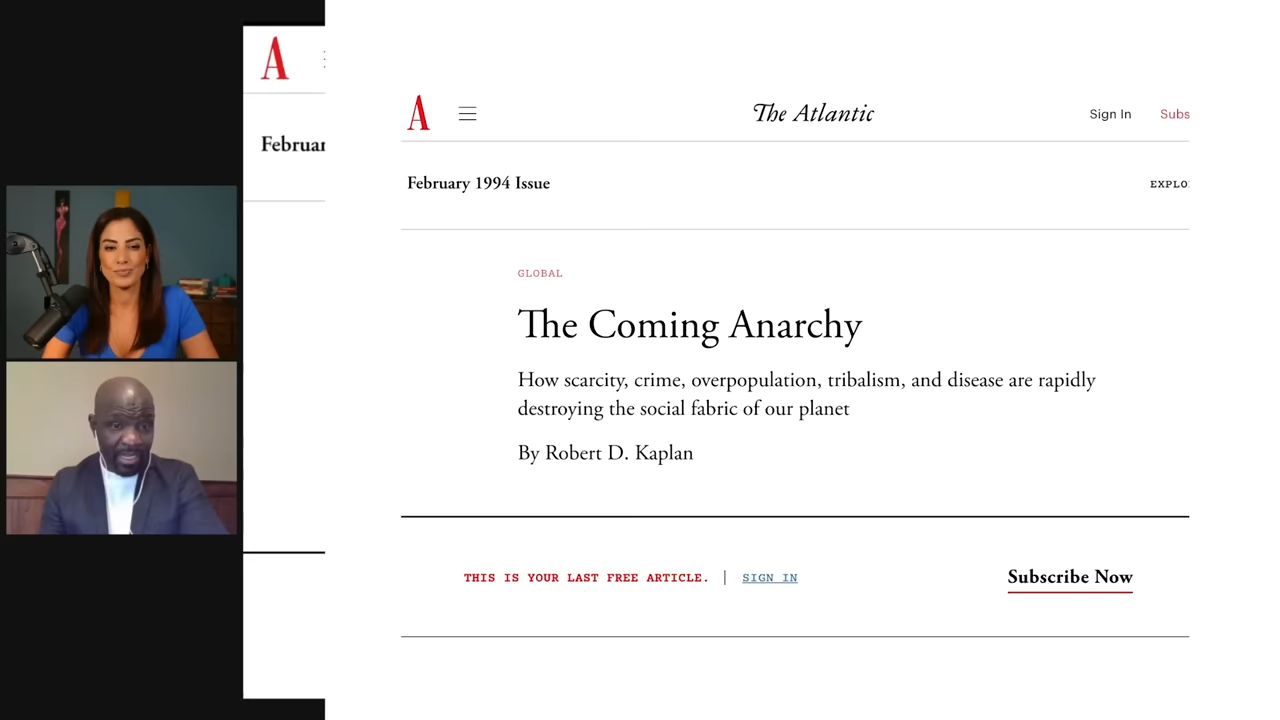 A
Februar
A
The Atlantic
Sign In
Subs
February 1994 Issue
EXPLO
GLOBAL
The Coming Anarchy
How scarcity, crime, overpopulation, tribalism, and disease are rapidly
destroying the social fabric of our planet
By Robert D. Kaplan
THIS IS YOUR LAST FREE ARTICLE. | SIGN IN
Subscribe Now